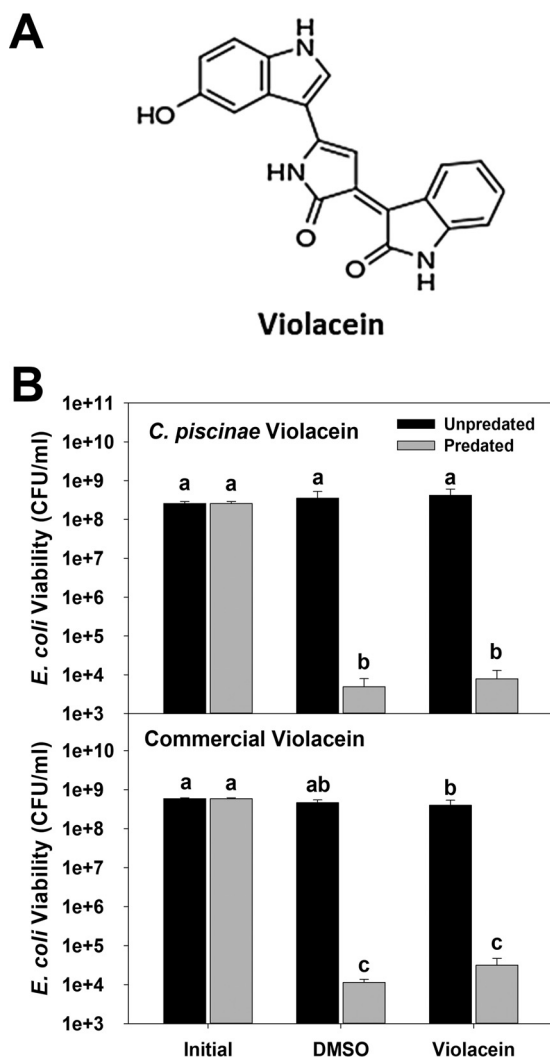 A
H
N
HO
NH
O
O
N
H
Violacein
B
E. coli Viability (CFU/ml)
1e+11
1e+10
1e+9
1e+8
1e+7
1e+6
1e+5
1e+4
1e+3
C. piscinae Violacein
Unpredated
Predated
a a a a
b b
E. coli Viability (CFU/ml)
1e+10
1e+9
1e+8
1e+7
1e+6
1e+5
1e+4
1e+3
Commercial Violacein
a a ab b
c c
Initial DMSO Violacein